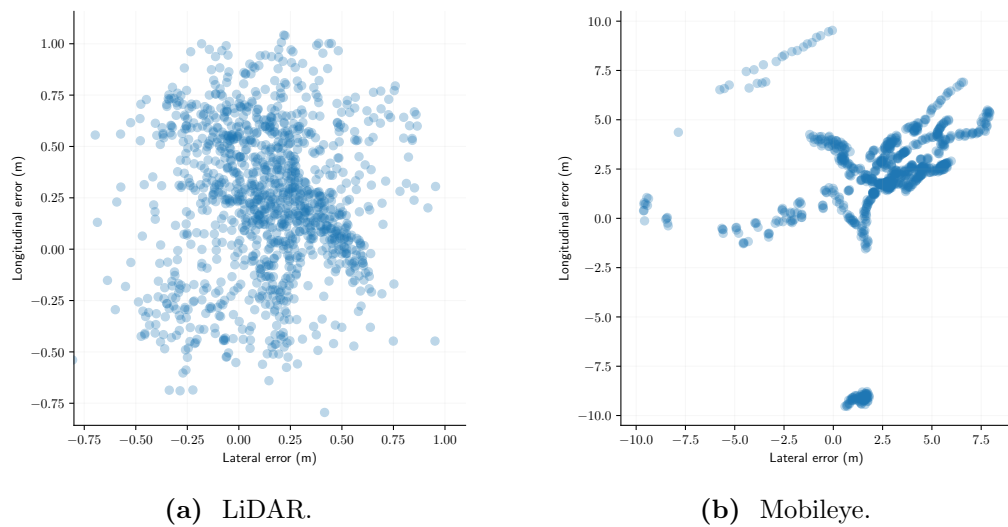 1.00
0.75
0.50
0.25
0.00
−0.25
−0.50
−0.75
Longitudinal error (m)
−0.75 −0.50 −0.25 0.00 0.25 0.50 0.75 1.00
Lateral error (m)
(a) LiDAR.
10.0
7.5
5.0
2.5
0.0
−2.5
−5.0
−7.5
−10.0
Longitudinal error (m)
−10.0 −7.5 −5.0 −2.5 0.0 2.5 5.0 7.5
Lateral error (m)
(b) Mobileye.